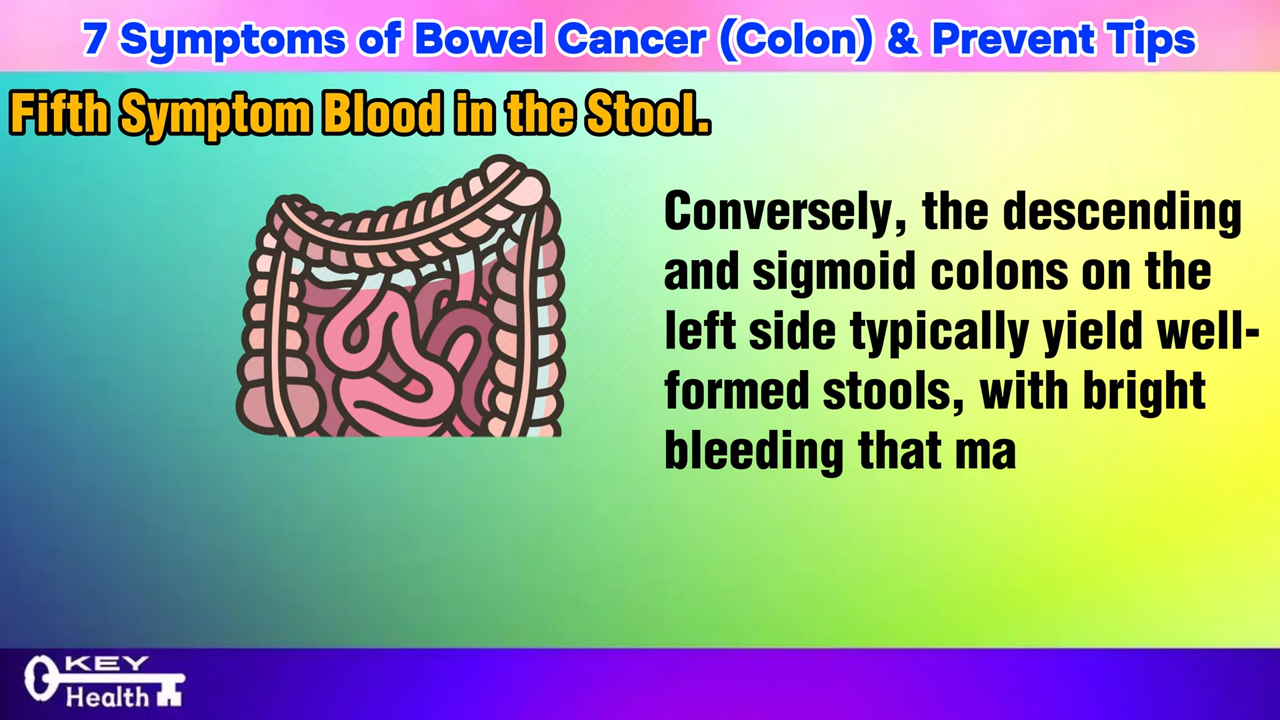 7 Symptoms of Bowel Cancer (Colon) & Prevent Tips
Fifth Symptom Blood in the Stool.
Conversely, the descending
and sigmoid colons on the
left side typically yield well-
formed stools, with bright
bleeding that ma
KEY
Health